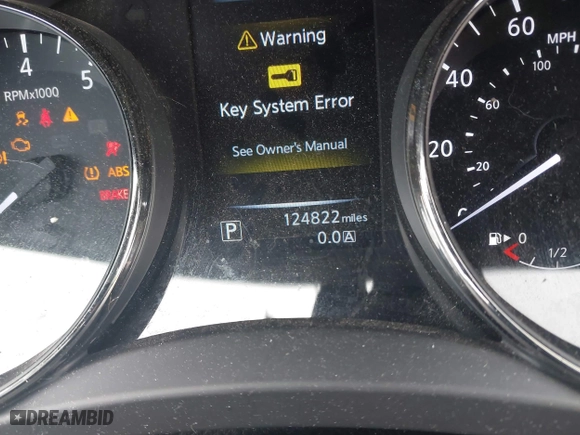 Warning
Key System Error
See Owner's Manual
4 5
RPMx1000
ABS
BRAKE
P
124822 miles
0.0 A
60
MPH
100
40
60
20
20
0
0
1/2
DREAMBID